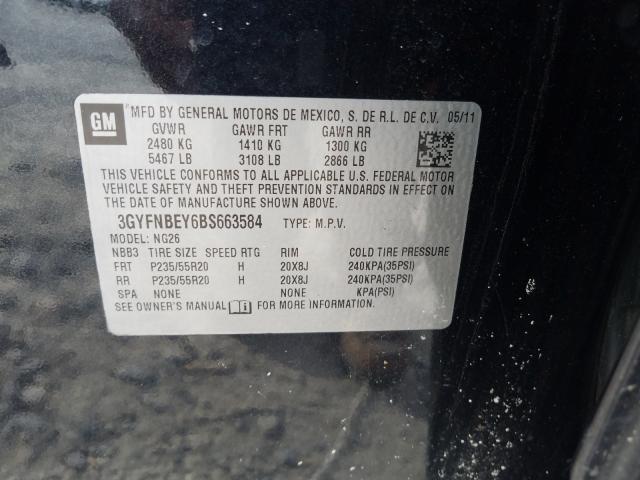 GM MFD BY GENERAL MOTORS DE MEXICO, S. DE R.L. DE C.V. 05/11
GVWR GAWR FRT GAWR RR
2480 KG 1410 KG 1300 KG
5467 LB 3108 LB 2866 LB
THIS VEHICLE CONFORMS TO ALL APPLICABLE U.S. FEDERAL MOTOR
VEHICLE SAFETY AND THEFT PREVENTION STANDARDS IN EFFECT ON
THE DATE OF MANUFACTURE SHOWN ABOVE.
3GYFNBEY6BS663584 TYPE: M.P.V.
MODEL: NG26
NBB3 TIRE SIZE SPEED RTG RIM COLD TIRE PRESSURE
FRT P235/55R20 H 20X8J 240KPA(35PSI)
RR P235/55R20 H 20X8J 240KPA(35PSI)
SPA NONE NONE KPA(PSI)
SEE OWNER'S MANUAL FOR MORE INFORMATION.